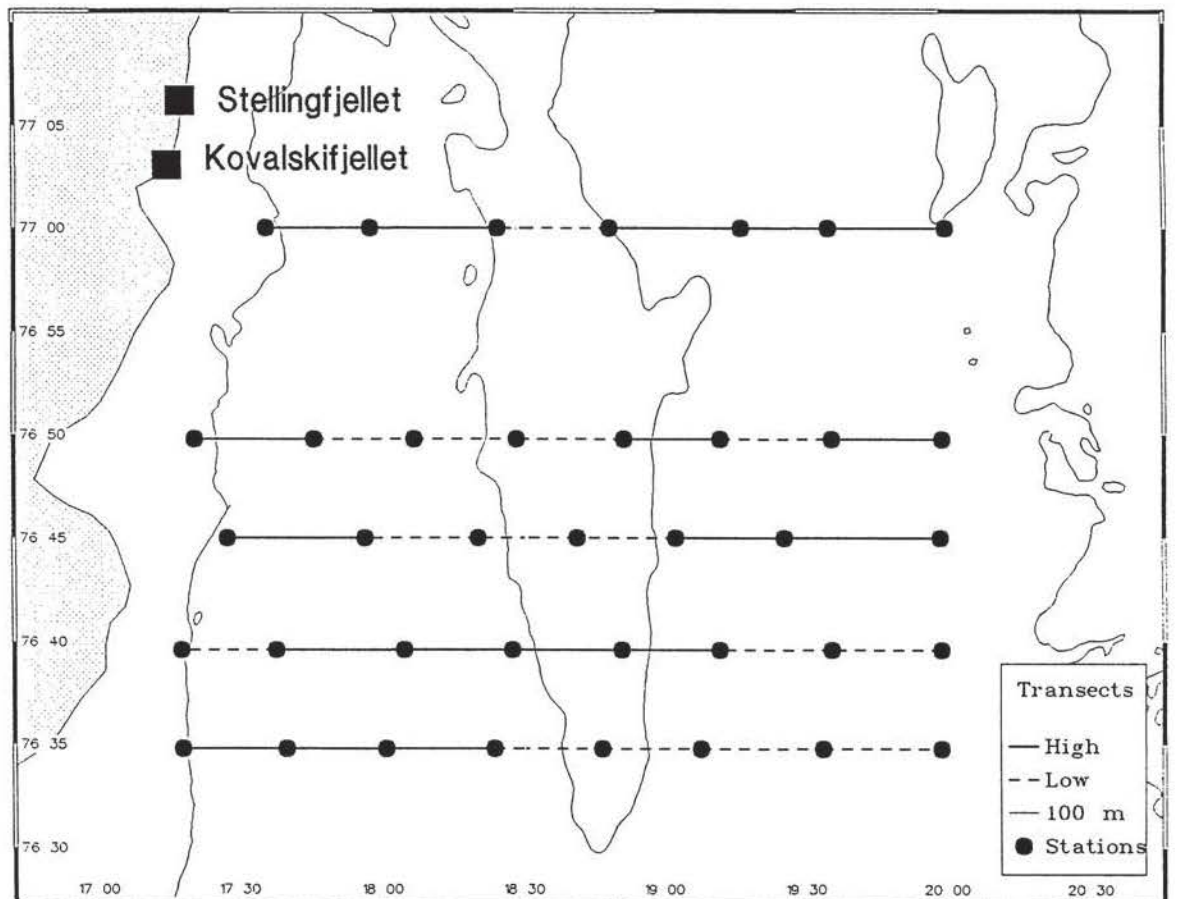 Stellingfjellet
Kovalskifjellet
77 05
77 00
76 55
76 50
76 45
76 40
76 35
76 30
17 00
17 30
18 00
18 30
19 00
19 30
20 00
20 30
Transects
High
Low
100 m
Stations